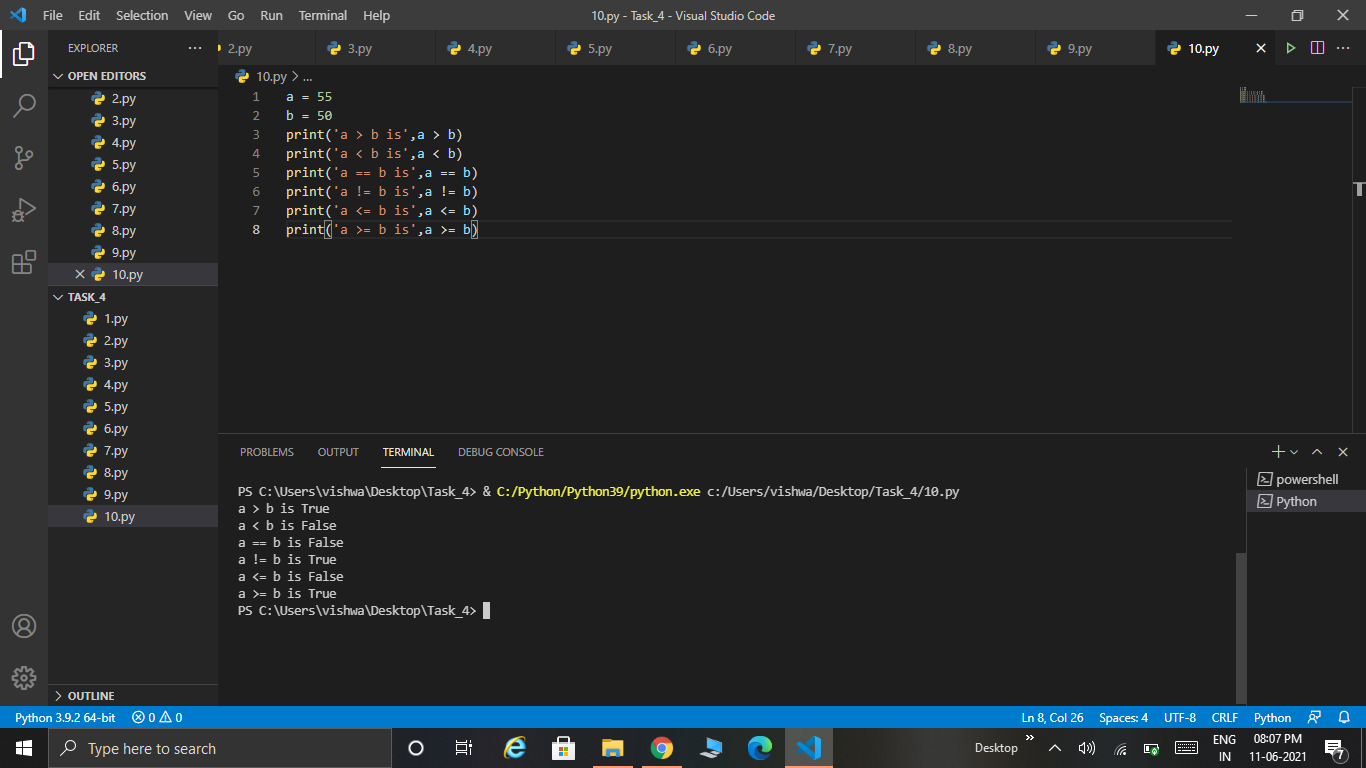 File Edit Selection View Go Run Terminal Help
10.py - Task_4 - Visual Studio Code
EXPLORER ···
OPEN EDITORS
2.py
3.py
4.py
5.py
6.py
7.py
8.py
9.py
10.py
TASK_4
1.py
2.py
3.py
4.py
5.py
6.py
7.py
8.py
9.py
10.py
OUTLINE
2.py 3.py 4.py 5.py 6.py 7.py 8.py 9.py 10.py ···
10.py > ...
1 a = 55
2 b = 50
3 print('a > b is',a > b)
4 print('a < b is',a < b)
5 print('a == b is',a == b)
6 print('a != b is',a != b)
7 print('a <= b is',a <= b)
8 print('a >= b is',a >= b)
PROBLEMS OUTPUT TERMINAL DEBUG CONSOLE
PS C:\Users\vishwa\Desktop\Task_4> & C:/Python/Python39/python.exe c:/Users/vishwa/Desktop/Task_4/10.py
a > b is True
a < b is False
a == b is False
a != b is True
a <= b is False
a >= b is True
PS C:\Users\vishwa\Desktop\Task_4>
powershell
Python
Python 3.9.2 64-bit 0 0 Ln 8, Col 26 Spaces: 4 UTF-8 CRLF Python
Type here to search
Desktop
ENG
IN
08:07 PM
11-06-2021
7